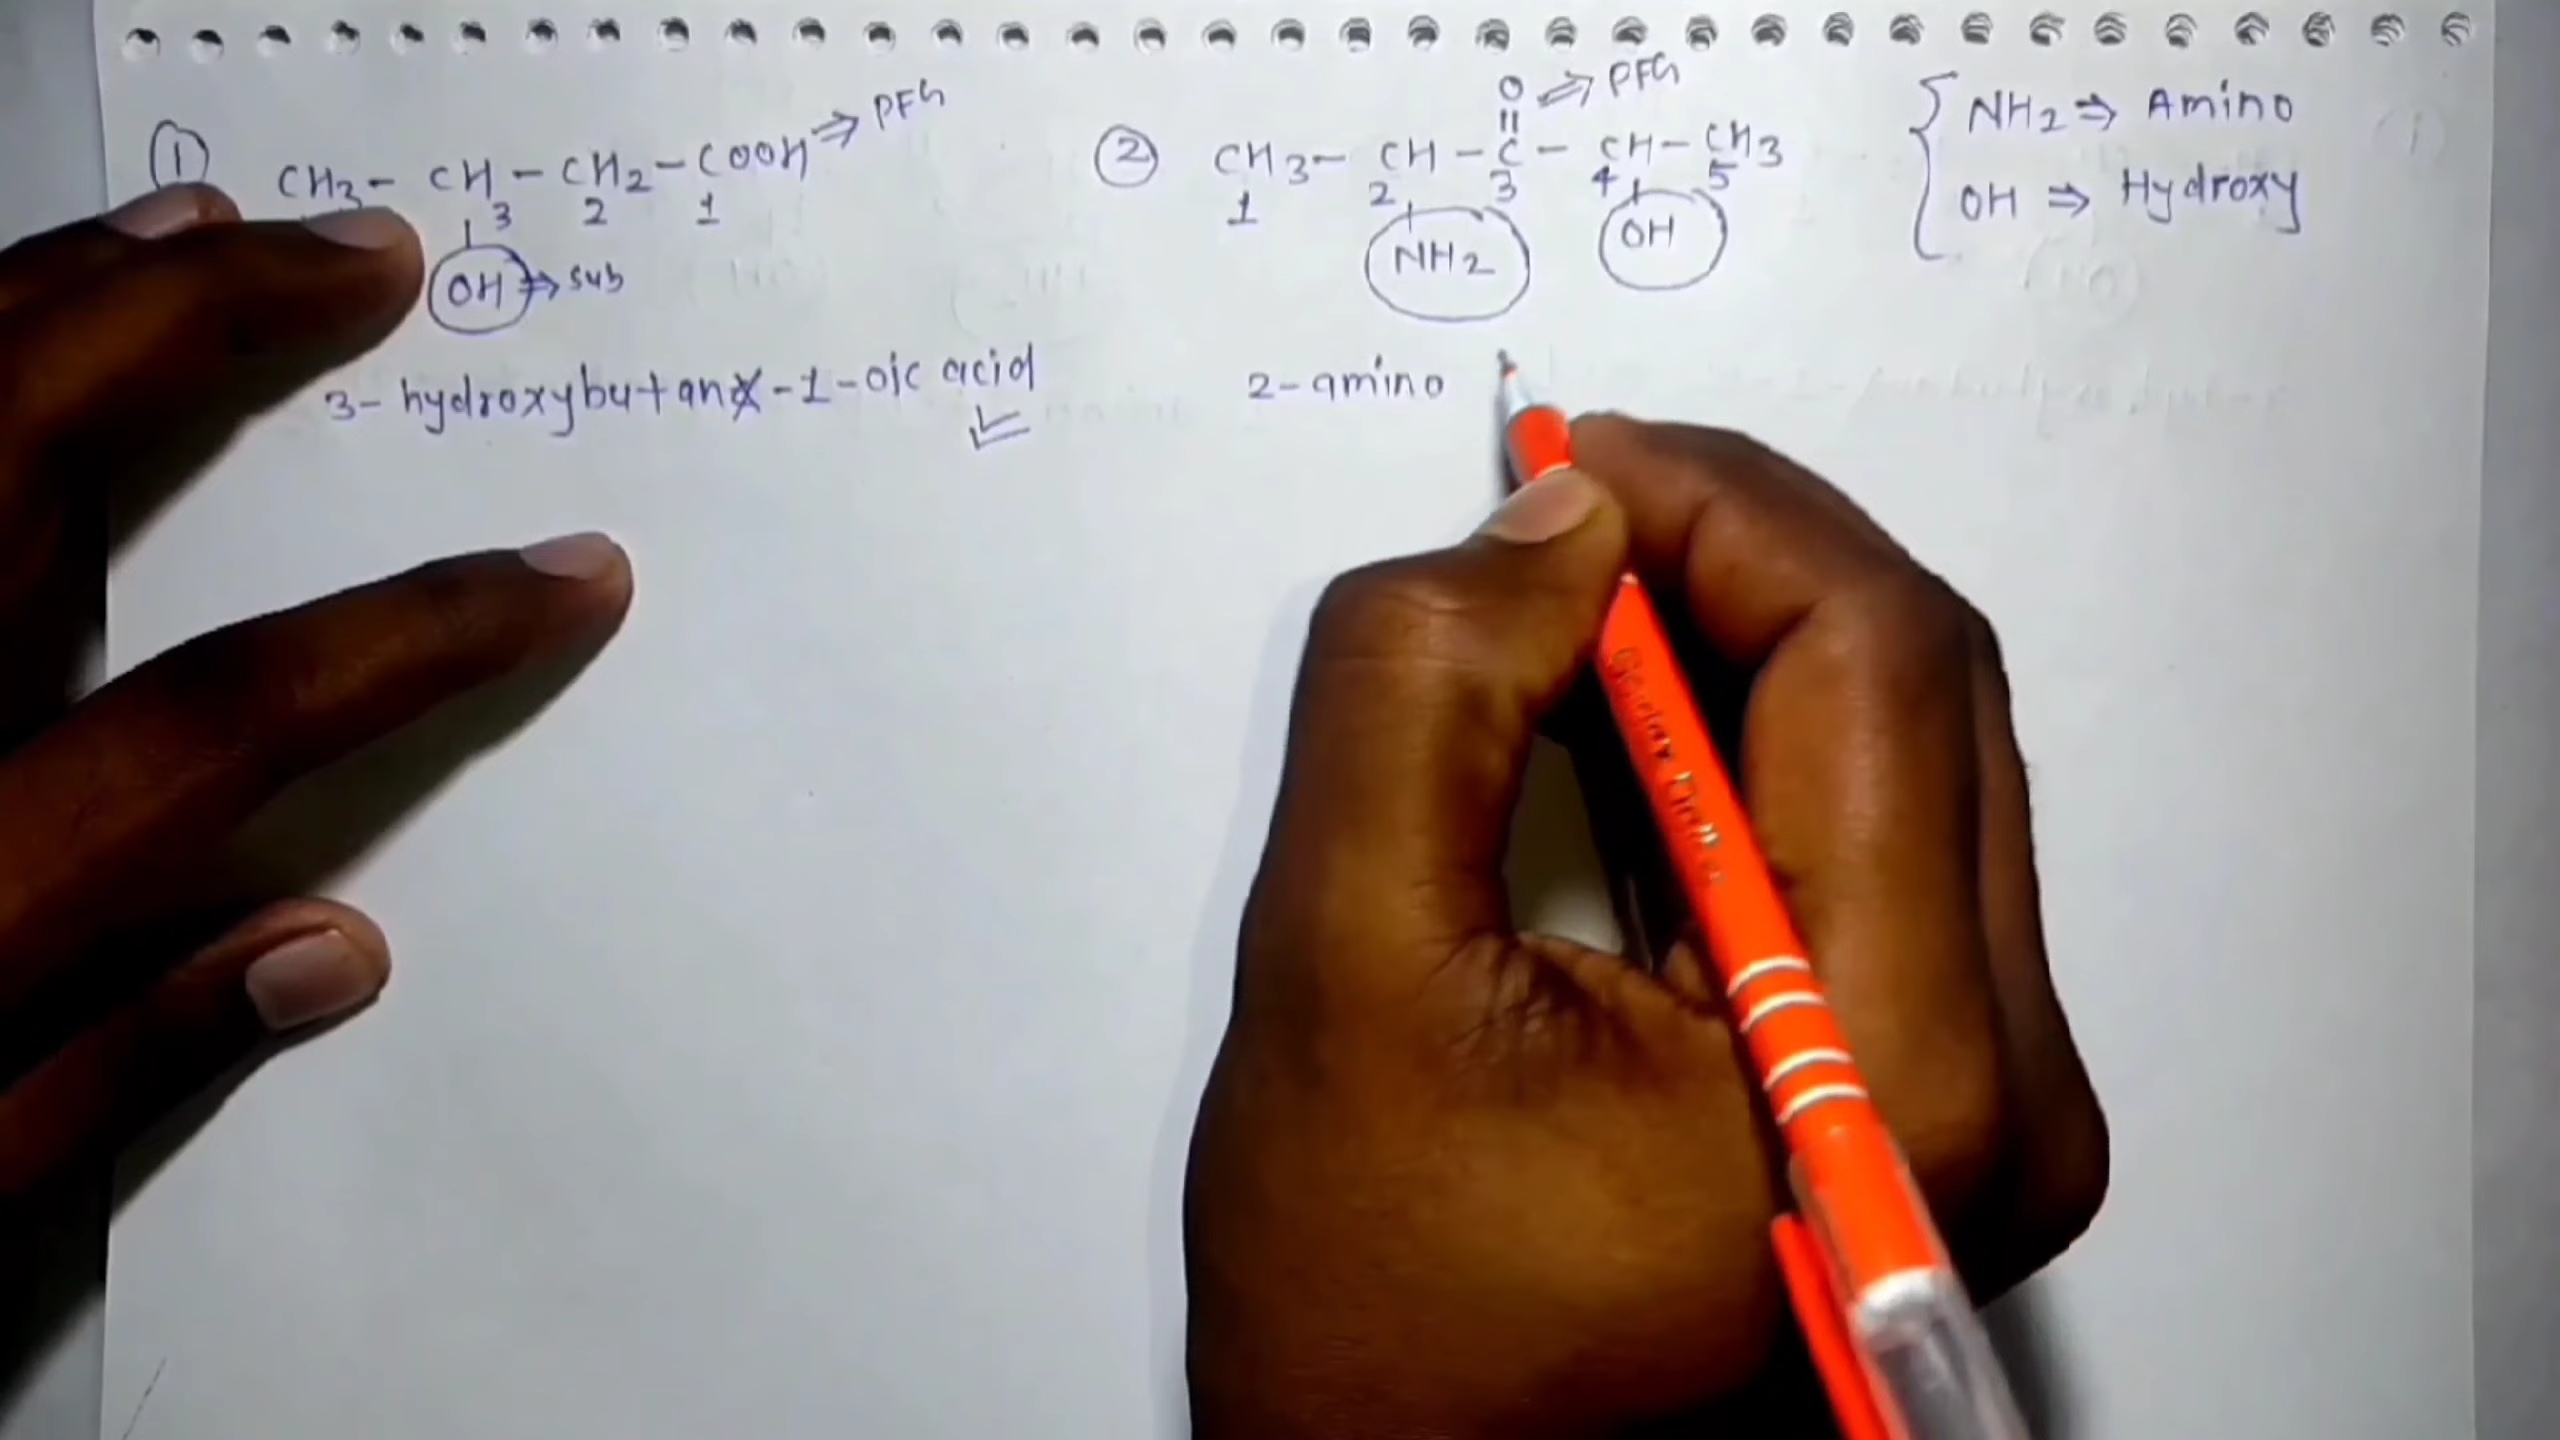 ① CH3- CH - CH2 - COOH ⇒ PFG
3 2 1
OH ⇒ sub
3- hydroxybutane-1-oic acid
O ⇒ PFG
② CH3- CH - C - CH - CH3
1 2 3 4 5
NH2 OH
2-amino
NH2 ⇒ Amino
OH ⇒ Hydroxy